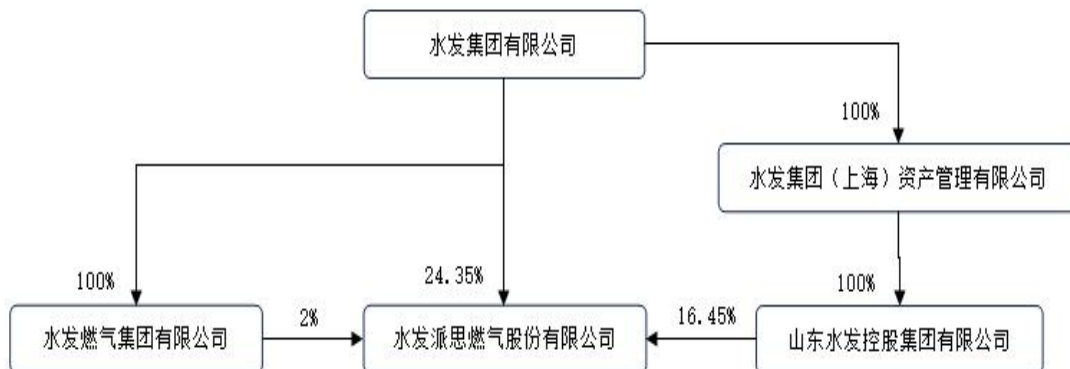 水发集团有限公司
100%
水发集团（上海）资产管理有限公司
100%
24.35%
100%
水发燃气集团有限公司
2%
水发派思燃气股份有限公司
16.45%
山东水发控股集团有限公司